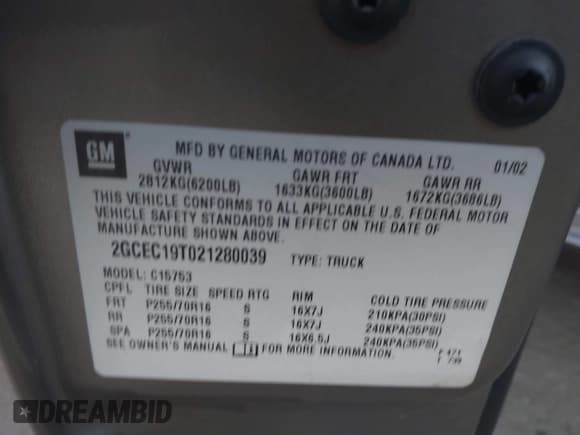 GM
MFD BY GENERAL MOTORS OF CANADA LTD. 01/02
GVWR GAWR FRT GAWR RR
2812KG(6200LB) 1633KG(3600LB) 1672KG(3686LB)
THIS VEHICLE CONFORMS TO ALL APPLICABLE U.S. FEDERAL MOTOR
VEHICLE SAFETY STANDARDS IN EFFECT ON THE DATE OF
MANUFACTURE SHOWN ABOVE.
2GCEC19T021280039 TYPE: TRUCK
MODEL: C15753
CPFL TIRE SIZE SPEED RTG RIM COLD TIRE PRESSURE
FRT P255/70R16 S 16X7J 210KPA(30PSI)
RR P255/70R16 S 16X7J 240KPA(35PSI)
SPA P255/70R16 S 16X6.5J 240KPA(35PSI)
SEE OWNER'S MANUAL FOR MORE INFORMATION.
F 471
T 739
DREAMBID